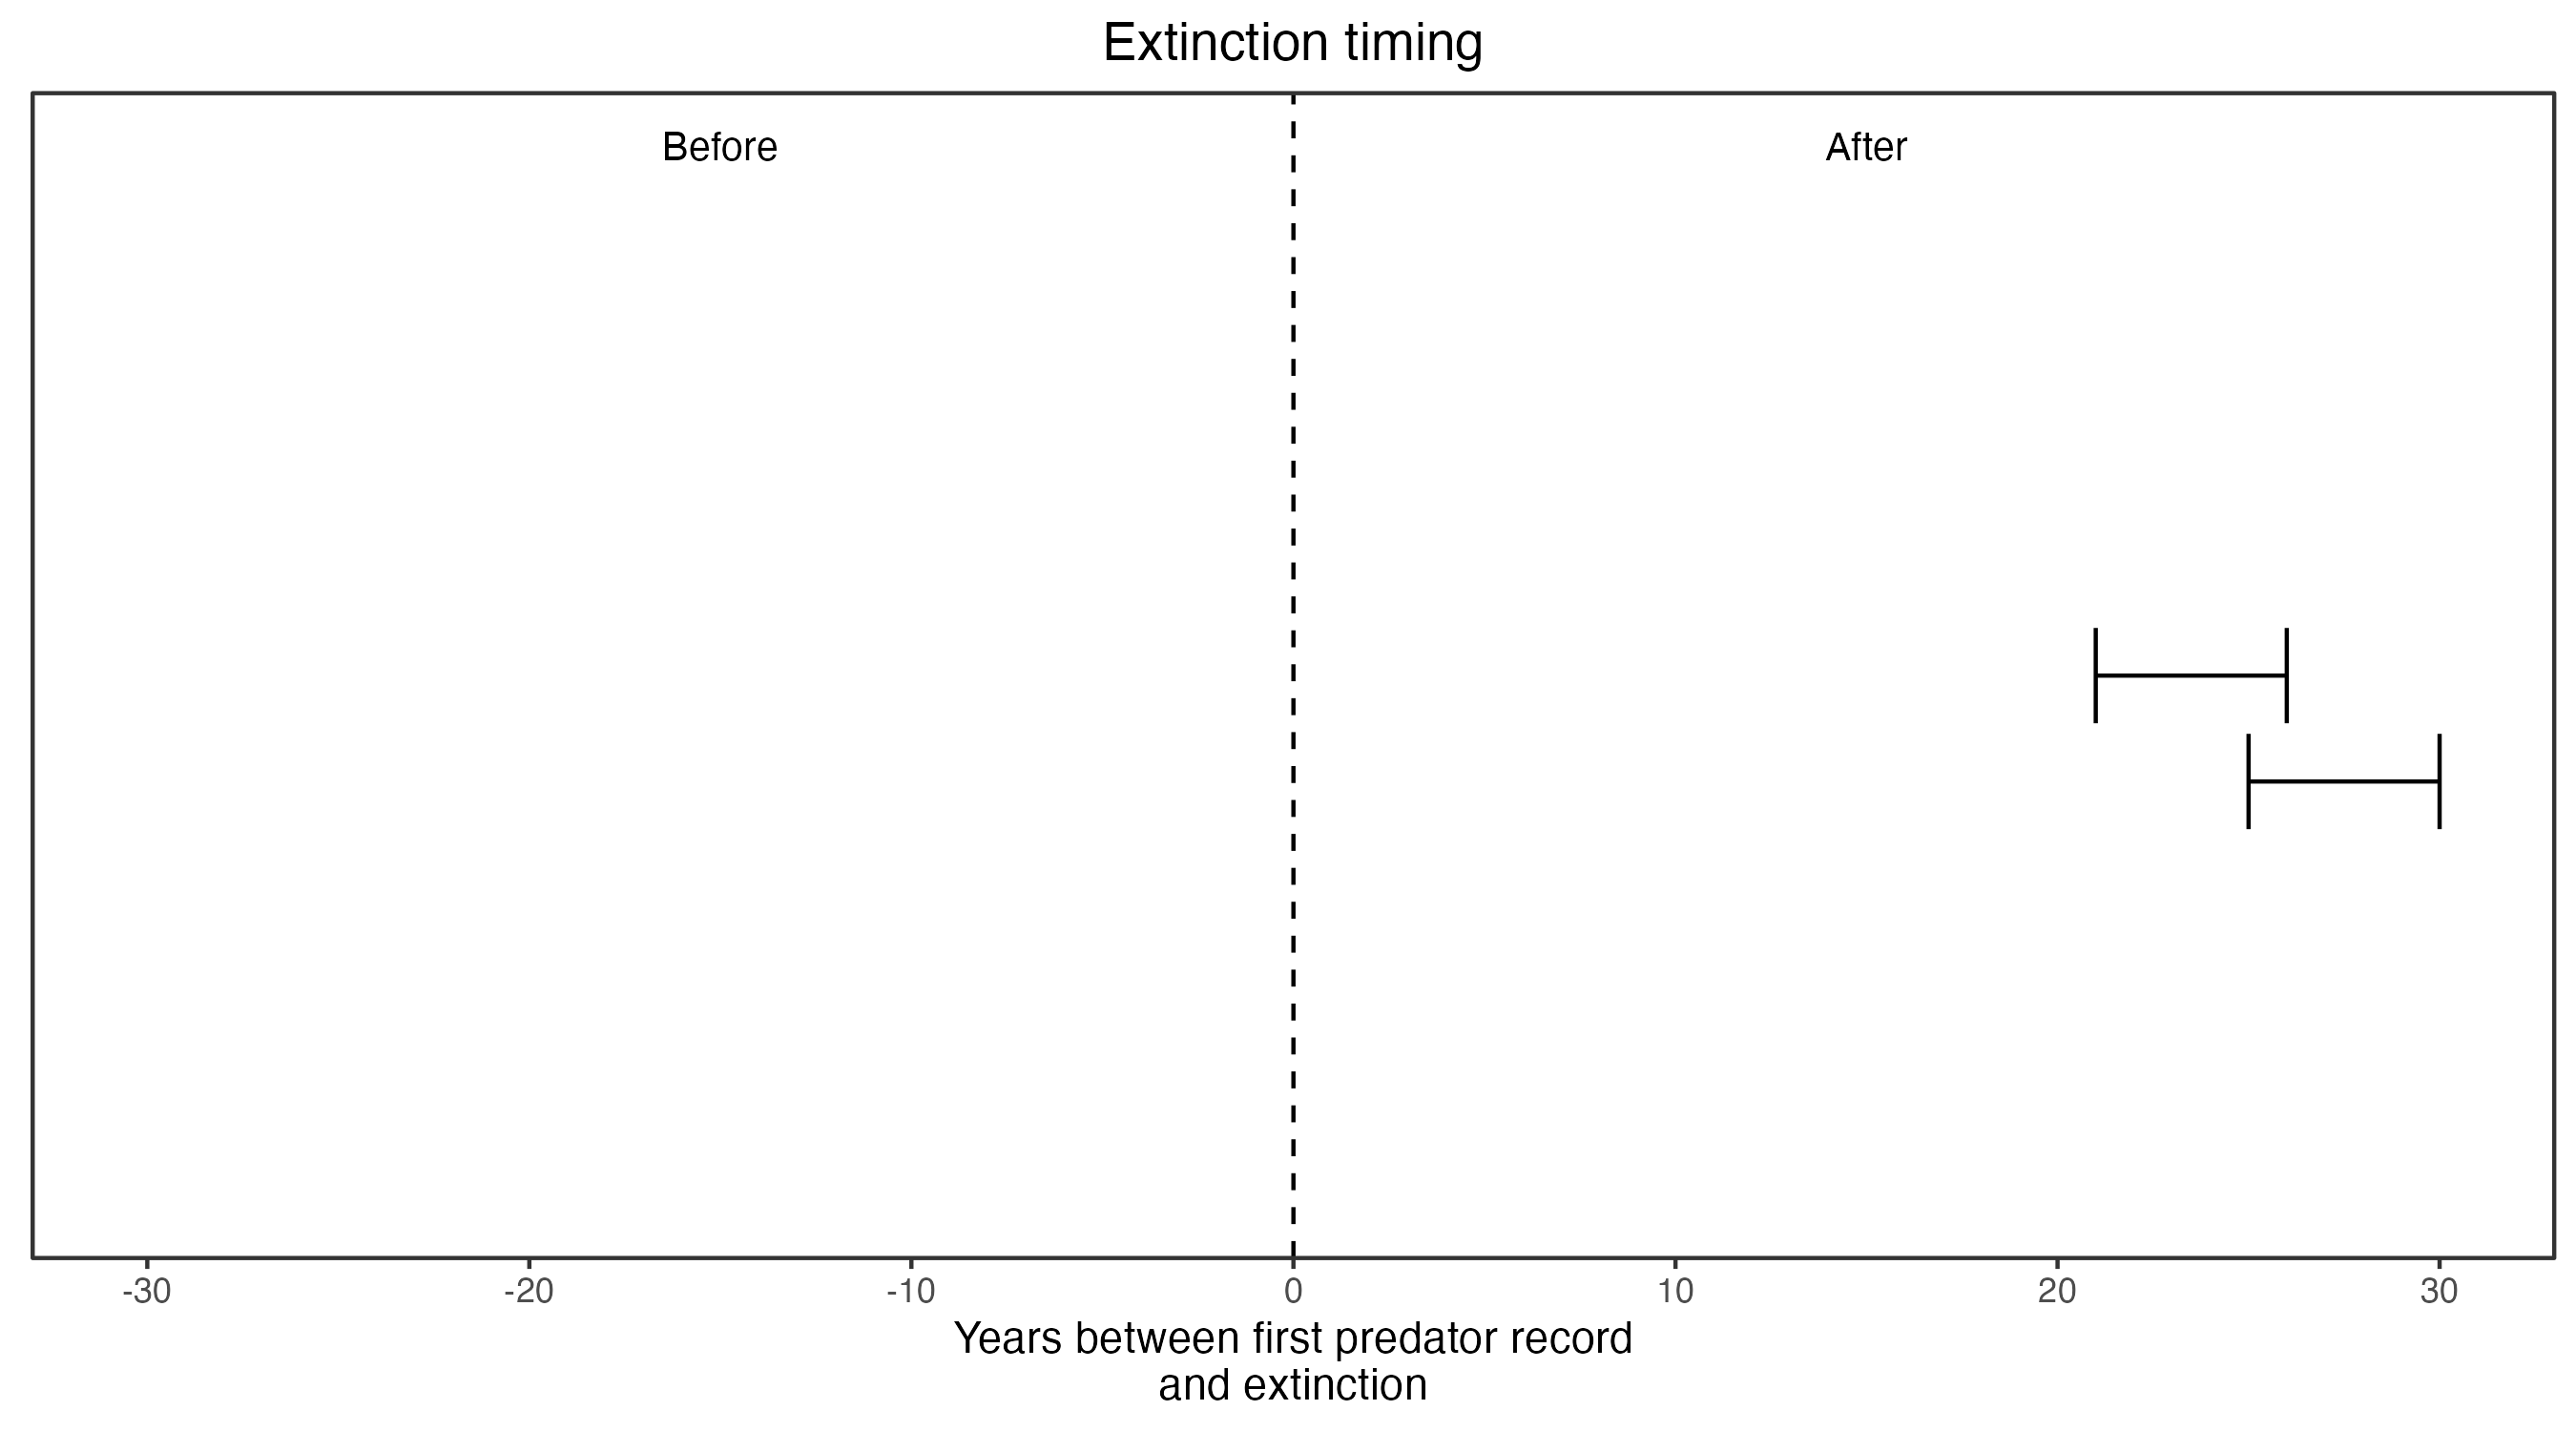 Extinction timing
Before
After
-30
-20
-10
0
10
20
30
Years between first predator record
and extinction